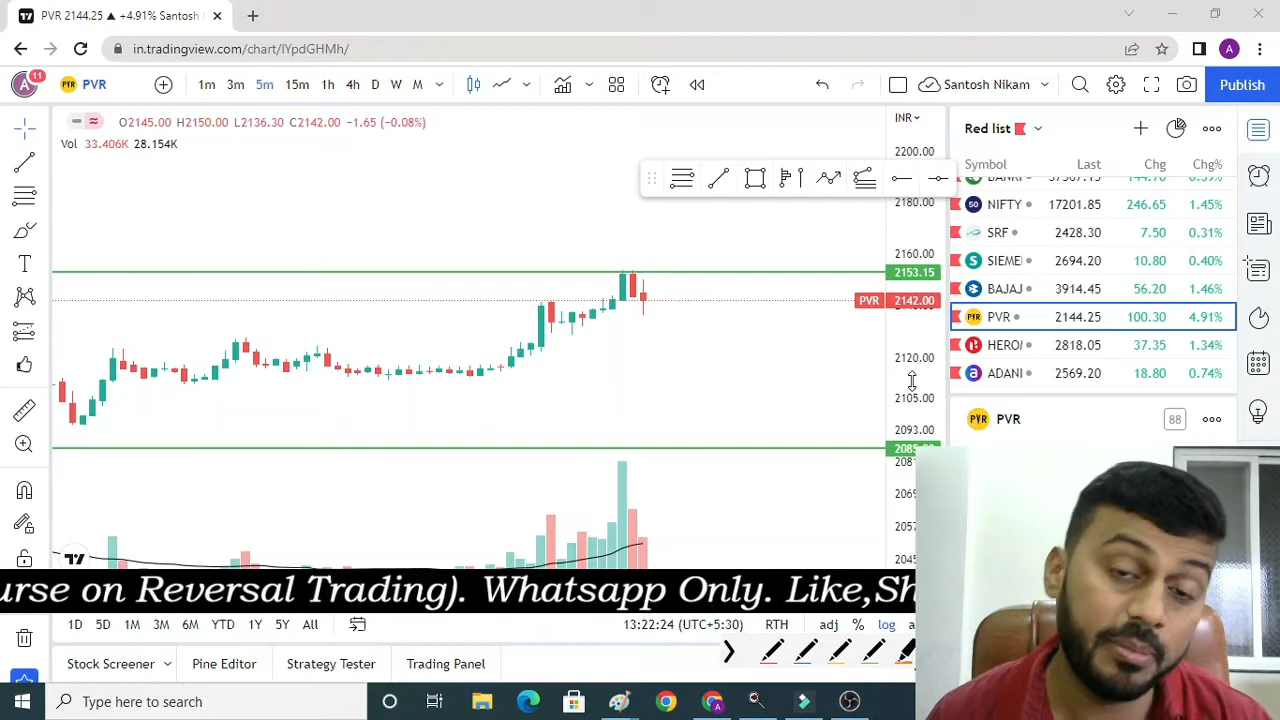 PVR 2144.25 ▲ +4.91% Santosh
in.tradingview.com/chart/IYpdGHMh/
A
A
11
PVR
PVR
1m 3m 5m 15m 1h 4h D W M
Santosh Nikam
Publish
O2145.00 H2150.00 L2136.30 C2142.00 −1.65 (−0.08%)
Vol 33.406K 28.154K
INR
2200.00
2180.00
2160.00
2153.15
PVR 2142.00
2120.00
2105.00
2093.00
Red list
Symbol Last Chg Chg%
50 NIFTY 17201.85 246.65 1.45%
SRF 2428.30 7.50 0.31%
S SIEME 2694.20 10.80 0.40%
BAJAJ 3914.45 56.20 1.46%
PVR PVR 2144.25 100.30 4.91%
HERO 2818.05 37.35 1.34%
a ADANI 2569.20 18.80 0.74%
PVR PVR 88
urse on Reversal Trading). Whatsapp Only. Like,Sh
1D 5D 1M 3M 6M YTD 1Y 5Y All
13:22:24 (UTC+5:30) adj % log
Stock Screener Pine Editor Strategy Tester Trading Panel
Type here to search